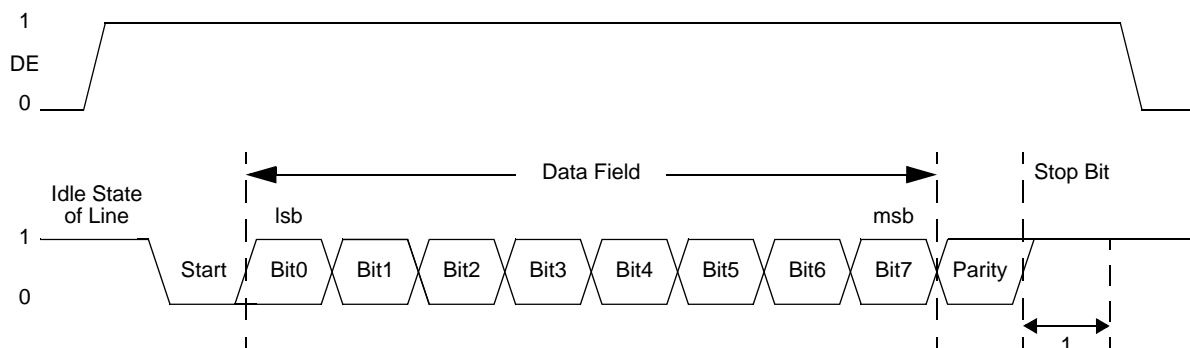 1
DE
0
Data Field
Stop Bit
Idle State
of Line
lsb
msb
1
Start
Bit0
Bit1
Bit2
Bit3
Bit4
Bit5
Bit6
Bit7
Parity
0
1